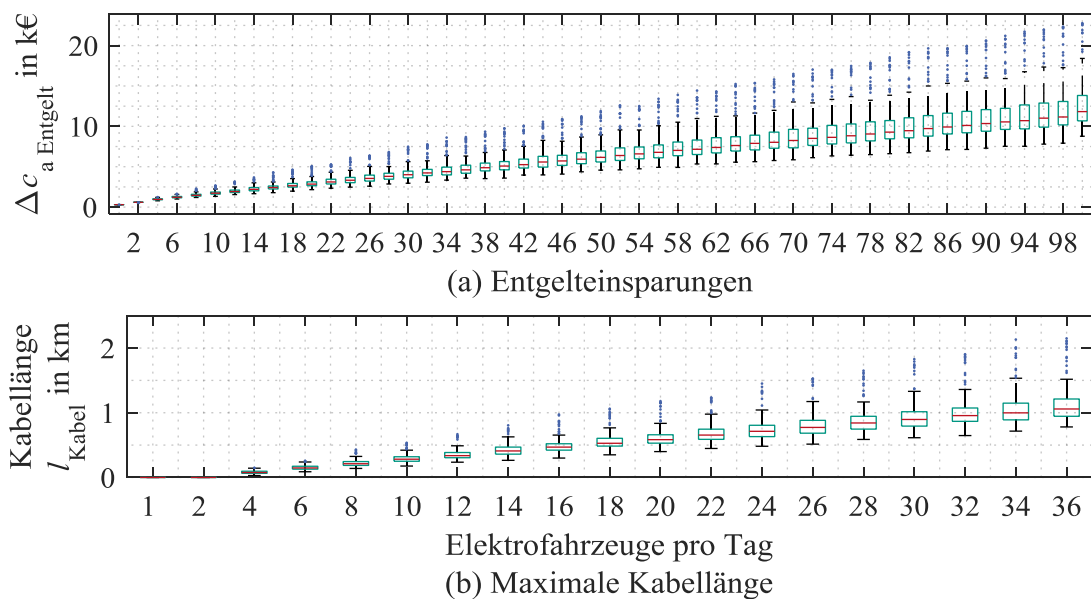 Δc a Entgelt in k€
20
10
0
2 6 10 14 18 22 26 30 34 38 42 46 50 54 58 62 66 70 74 78 82 86 90 94 98
(a) Entgelteinsparungen
Kabellänge
l Kabel in km
2
1
0
1 2 4 6 8 10 12 14 16 18 20 22 24 26 28 30 32 34 36
Elektrofahrzeuge pro Tag
(b) Maximale Kabellänge